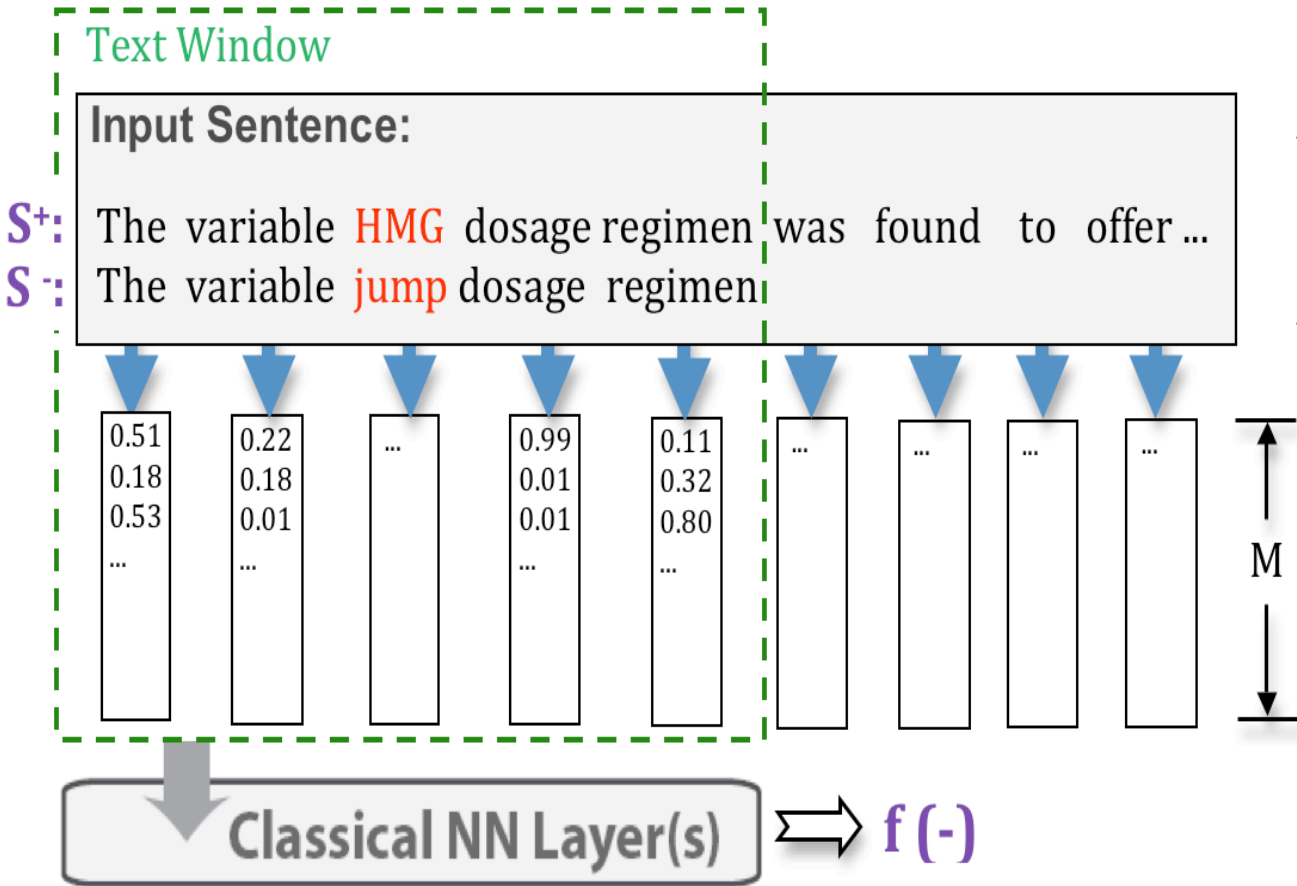 Text Window
Input Sentence:
S+: The variable HMG dosage regimen was found to offer ...
S -: The variable jump dosage regimen
0.51 0.22 ... 0.99 0.11 ... ... ... ...
0.18 0.18 0.01 0.32
0.53 0.01 0.01 0.80
... ... ... ...
M
Classical NN Layer(s) f (-)